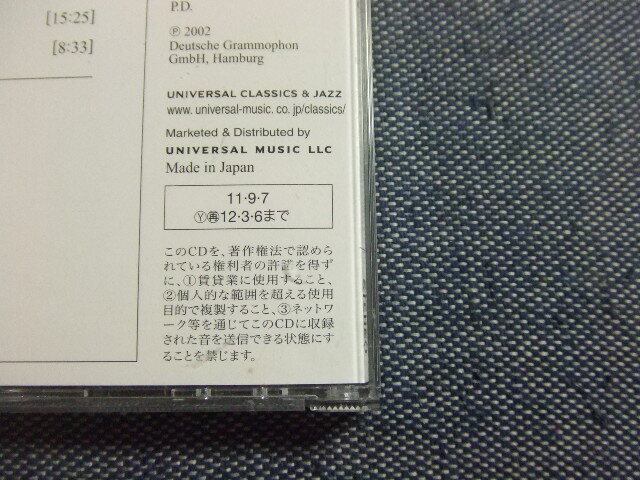 [15:25]
[8:33]
P.D.
℗ 2002
Deutsche Grammophon
GmbH, Hamburg
UNIVERSAL CLASSICS & JAZZ
www. universal-music. co. jp/classics/
Marketed & Distributed by
UNIVERSAL MUSIC LLC
Made in Japan
11·9·7
Ⓨ㊢12·3·6まで
このCDを、著作権法で認めら
れている権利者の許諾を得ず
に、①賃貸業に使用すること、
②個人的な範囲を超える使用
目的で複製すること、③ネットワ
ーク等を通じてこのCDに収録
された音を送信できる状態にす
ることを禁じます。